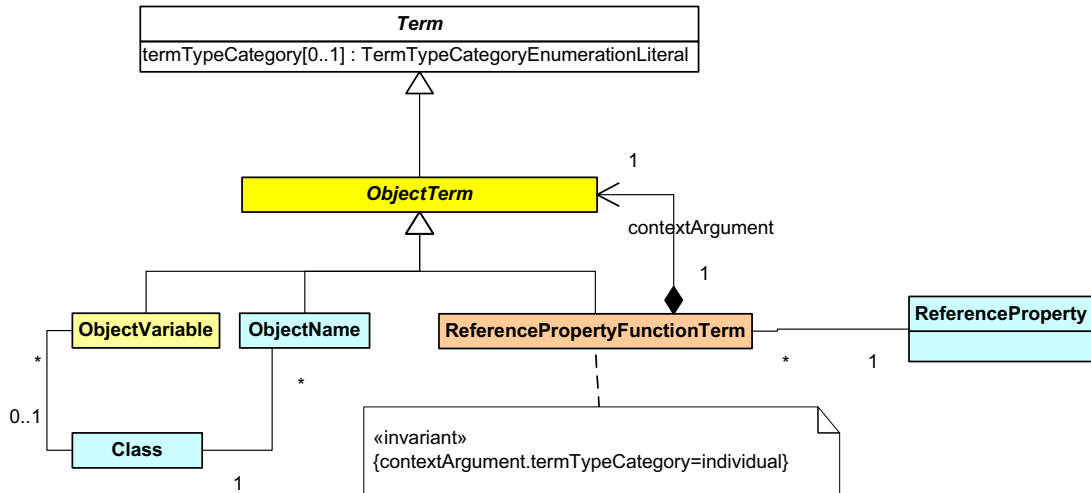 Term
termTypeCategory[0..1] : TermTypeCategoryEnumerationLiteral
1
ObjectTerm
contextArgument
1
ObjectVariable
ObjectName
ReferencePropertyFunctionTerm
ReferenceProperty
*
*
*
1
0..1
Class
1
«invariant»
{contextArgument.termTypeCategory=individual}